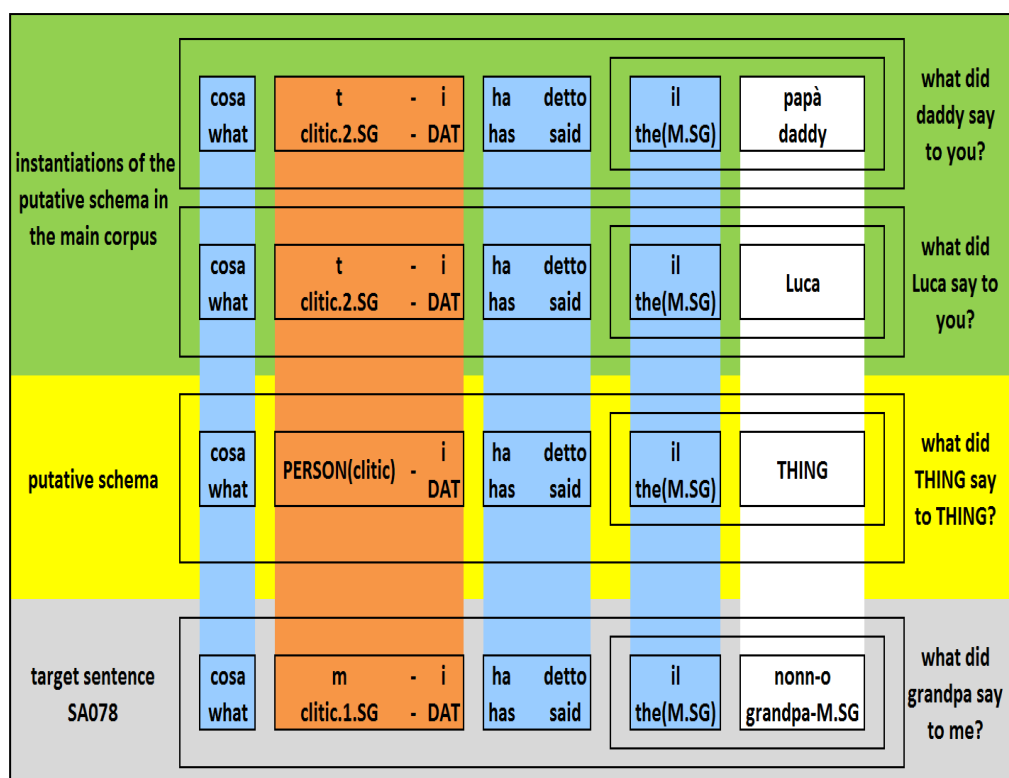 instantiations of the
putative schema in
the main corpus
cosa t - i ha detto il papà
what clitic.2.SG - DAT has said the(M.SG) daddy
what did
daddy say
to you?
cosa t - i ha detto il Luca
what clitic.2.SG - DAT has said the(M.SG)
what did
Luca say to
you?
putative schema
cosa PERSON(clitic) - i ha detto il THING
what DAT has said the(M.SG)
what did
THING say
to THING?
target sentence
SA078
cosa m - i ha detto il nonn-o
what clitic.1.SG - DAT has said the(M.SG) grandpa-M.SG
what did
grandpa say
to me?